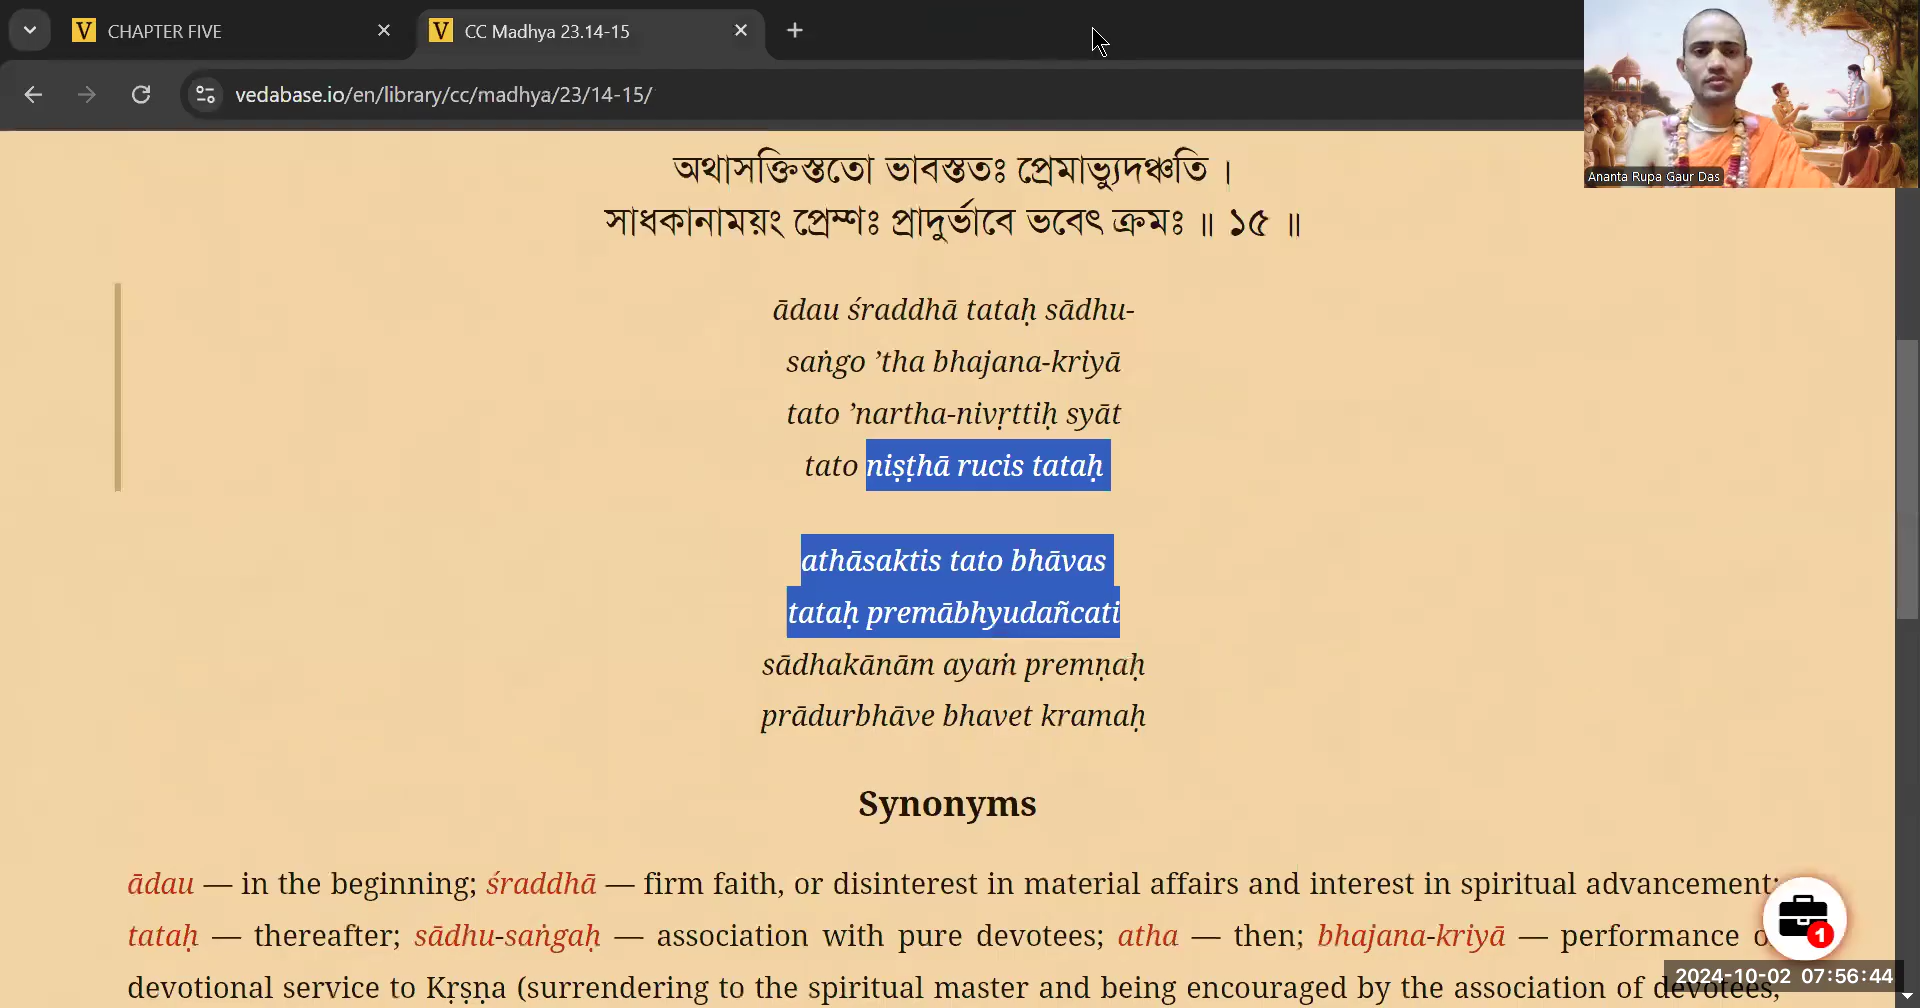 CHAPTER FIVE
CC Madhya 23.14-15
vedabase.io/en/library/cc/madhya/23/14-15/
Ananta Rupa Gaur Das
অথাসক্তিস্ততো ভাবস্ততঃ প্রেমাভ্যুদঞ্চতি ।
সাধকানাময়ং প্রেম্ণঃ প্রাদুর্ভাবে ভবেৎ ক্রমঃ ॥ ১৫ ॥
ādau śraddhā tataḥ sādhu-
saṅgo ’tha bhajana-kriyā
tato ’nartha-nivṛttiḥ syāt
tato niṣṭhā rucis tataḥ
athāsaktis tato bhāvas
tataḥ premābhyudañcati
sādhakānām ayaṁ premṇaḥ
prādurbhāve bhavet kramaḥ
Synonyms
ādau — in the beginning; śraddhā — firm faith, or disinterest in material affairs and interest in spiritual advancement;
tataḥ — thereafter; sādhu-saṅgaḥ — association with pure devotees; atha — then; bhajana-kriyā — performance
devotional service to Kṛṣṇa (surrendering to the spiritual master and being encouraged by the association of devotees,
1
2024-10-02 07:56:44